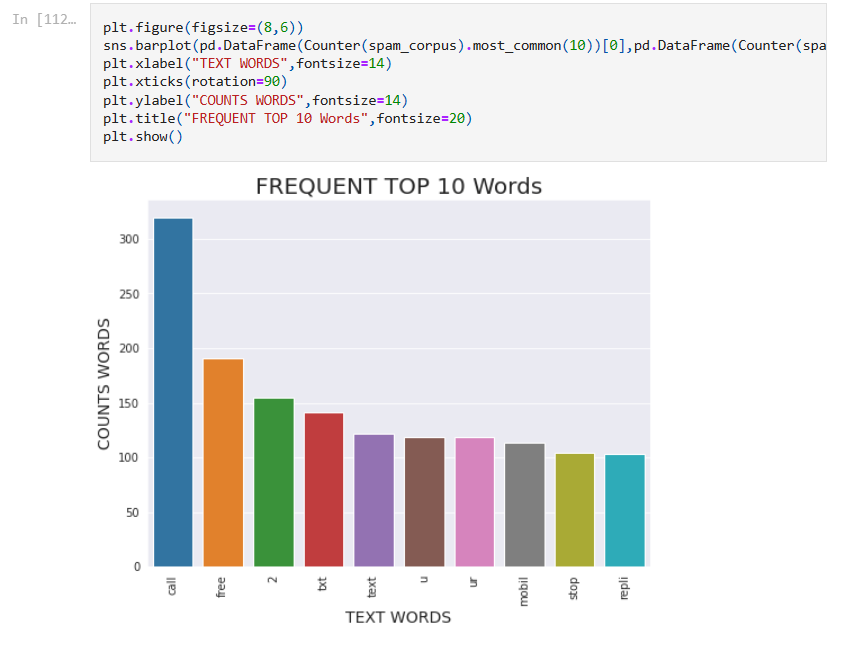 In [112…
plt.figure(figsize=(8,6))
sns.barplot(pd.DataFrame(Counter(spam_corpus).most_common(10))[0],pd.DataFrame(Counter(spa
plt.xlabel("TEXT WORDS",fontsize=14)
plt.xticks(rotation=90)
plt.ylabel("COUNTS WORDS",fontsize=14)
plt.title("FREQUENT TOP 10 Words",fontsize=20)
plt.show()
FREQUENT TOP 10 Words
COUNTS WORDS
300
250
200
150
100
50
0
call
free
2
txt
text
u
ur
mobil
stop
repli
TEXT WORDS